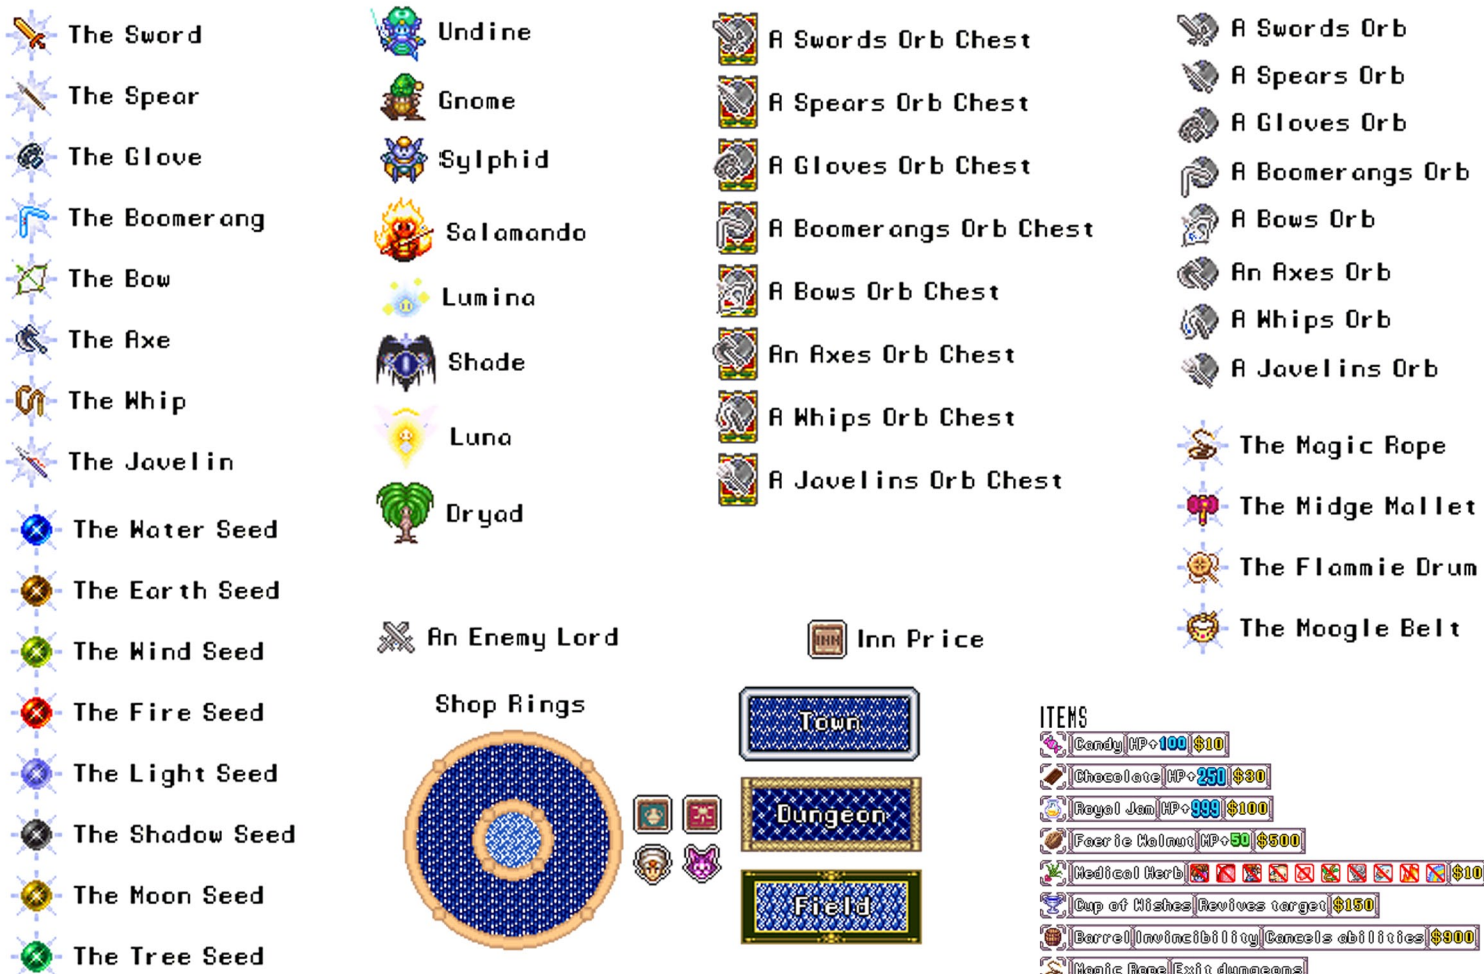 The Sword
The Spear
The Glove
The Boomerang
The Bow
The Axe
The Whip
The Javelin
The Water Seed
The Earth Seed
The Wind Seed
The Fire Seed
The Light Seed
The Shadow Seed
The Moon Seed
The Tree Seed
Undine
Gnome
Sylphid
Salamando
Lumina
Shade
Luna
Dryad
An Enemy Lord
Shop Rings
A Swords Orb Chest
A Spears Orb Chest
A Gloves Orb Chest
A Boomerangs Orb Chest
A Bows Orb Chest
An Axes Orb Chest
A Whips Orb Chest
A Javelins Orb Chest
INN Inn Price
Town
Dungeon
Field
A Swords Orb
A Spears Orb
A Gloves Orb
A Boomerangs Orb
A Bows Orb
An Axes Orb
A Whips Orb
A Javelins Orb
The Magic Rope
The Midge Mallet
The Flammie Drum
The Moogle Belt
ITEMS
Candy HP+100 $10
Chocolate HP+250 $30
Royal Jam HP+999 $100
Faerie Walnut MP+50 $500
Medical Herb $10
Cup of Wishes Revives target $150
Barrel Invincibility Cancels abilities $900
Magic Rope Exit dungeons